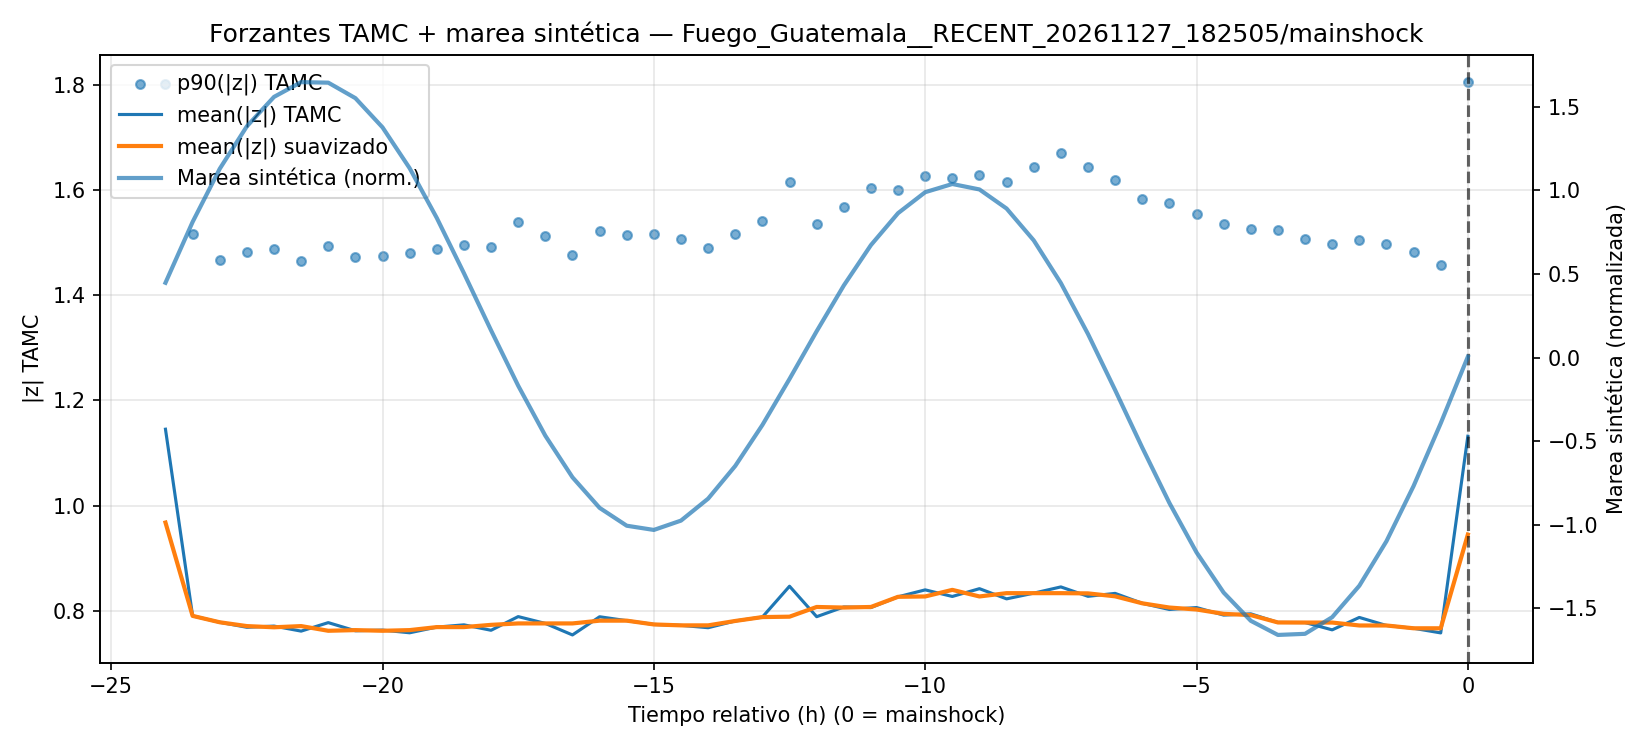 Forzantes TAMC + marea sintética — Fuego_Guatemala__RECENT_20261127_182505/mainshock
p90(|z|) TAMC
mean(|z|) TAMC
mean(|z|) suavizado
Marea sintética (norm.)
|z| TAMC
1.8
1.6
1.4
1.2
1.0
0.8
Marea sintética (normalizada)
1.5
1.0
0.5
0.0
−0.5
−1.0
−1.5
−25
−20
−15
−10
−5
0
Tiempo relativo (h) (0 = mainshock)